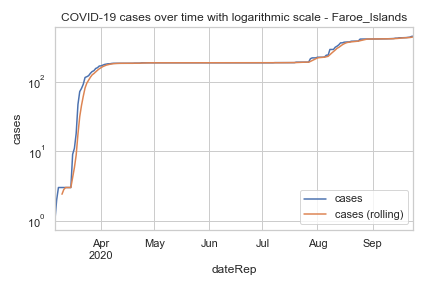 COVID-19 cases over time with logarithmic scale - Faroe_Islands
cases
10²
10¹
10⁰
Apr
2020
May
Jun
Jul
Aug
Sep
dateRep
cases
cases (rolling)